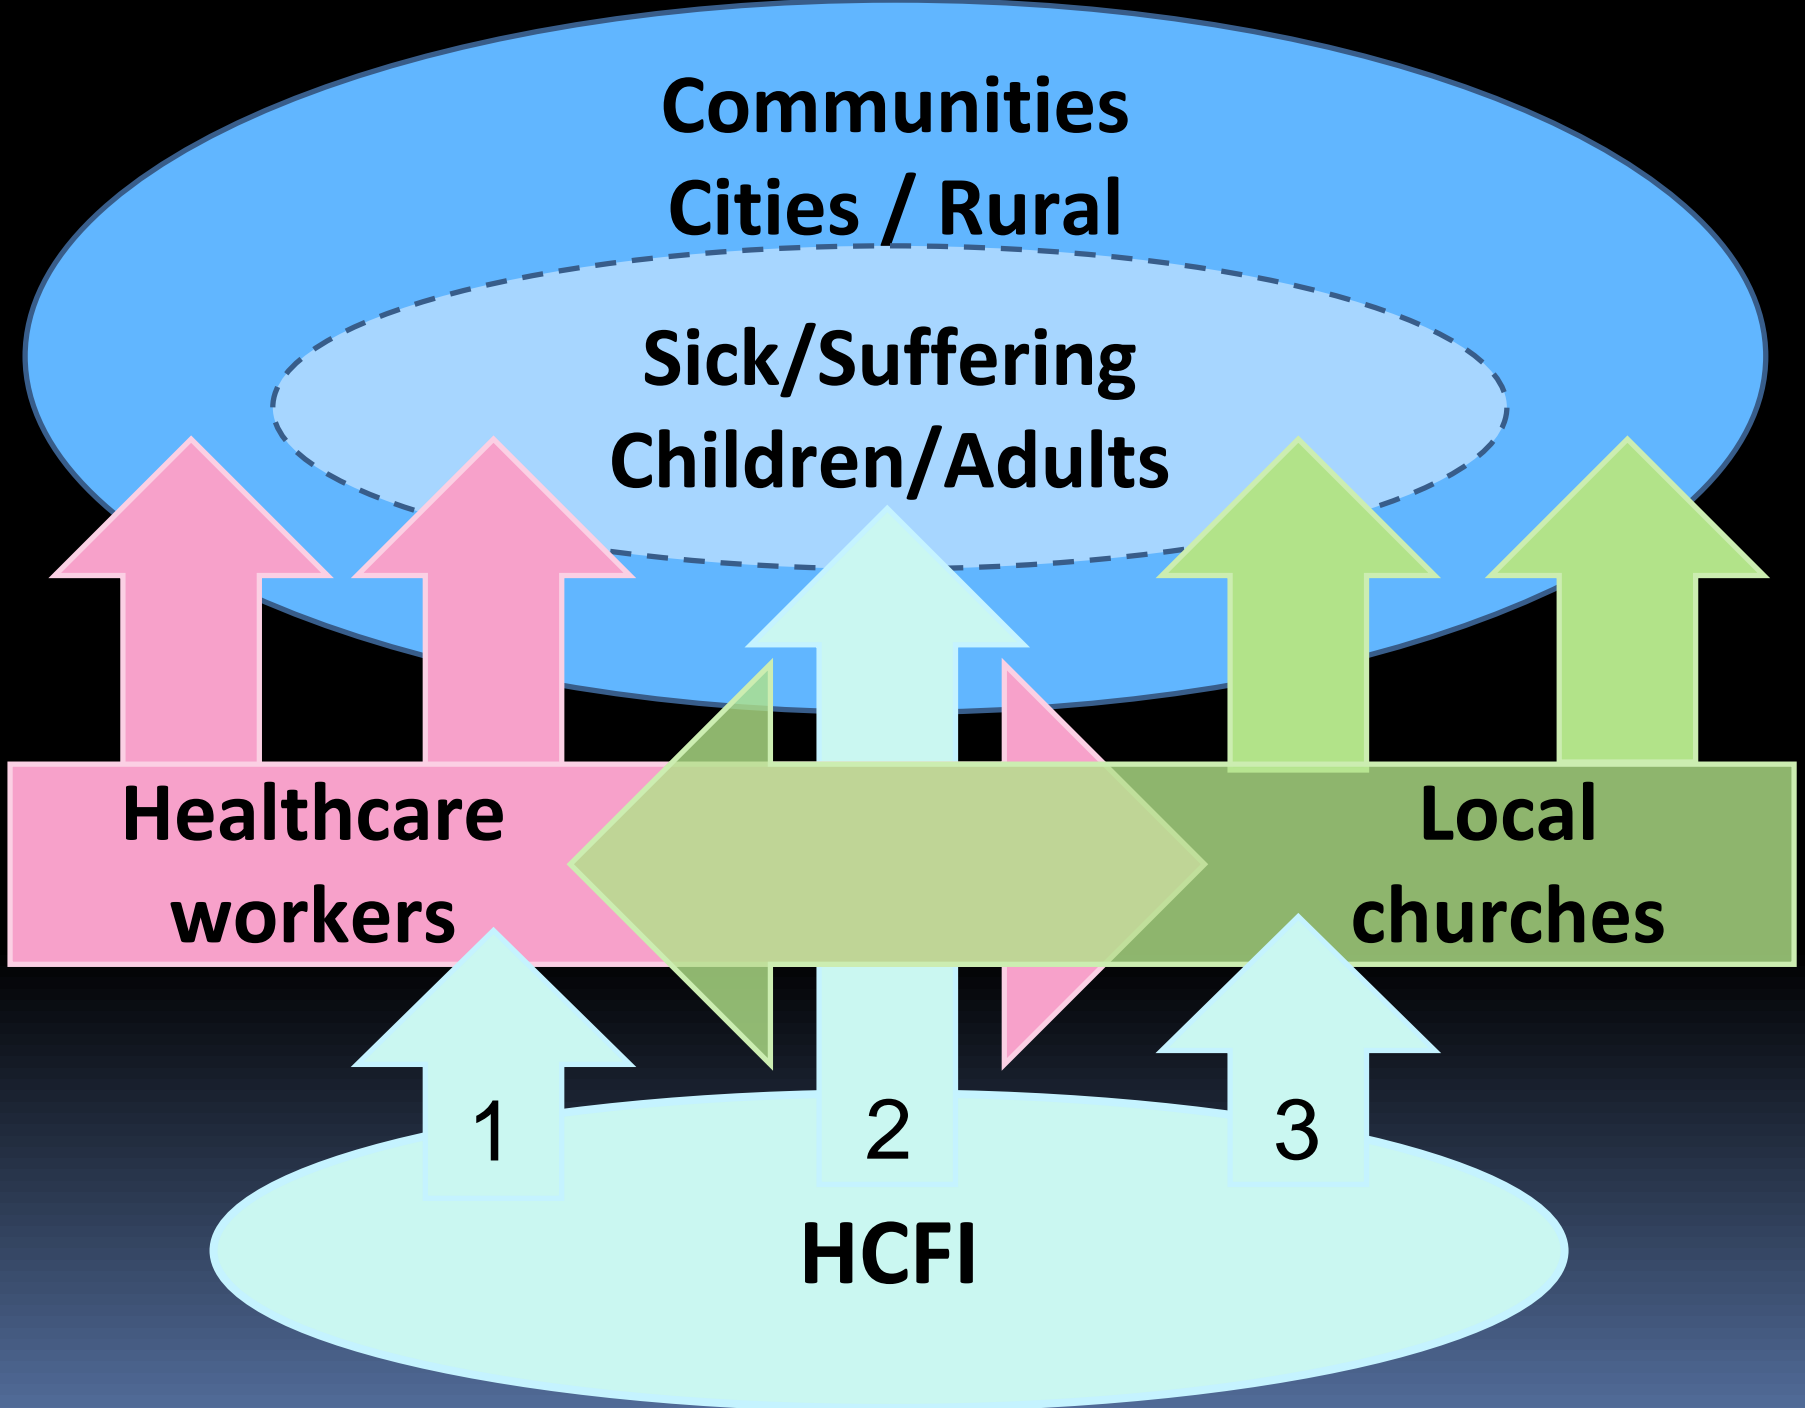 Communities
Cities / Rural
Sick/Suffering
Children/Adults
Healthcare
workers
Local
churches
1
2
3
HCFI